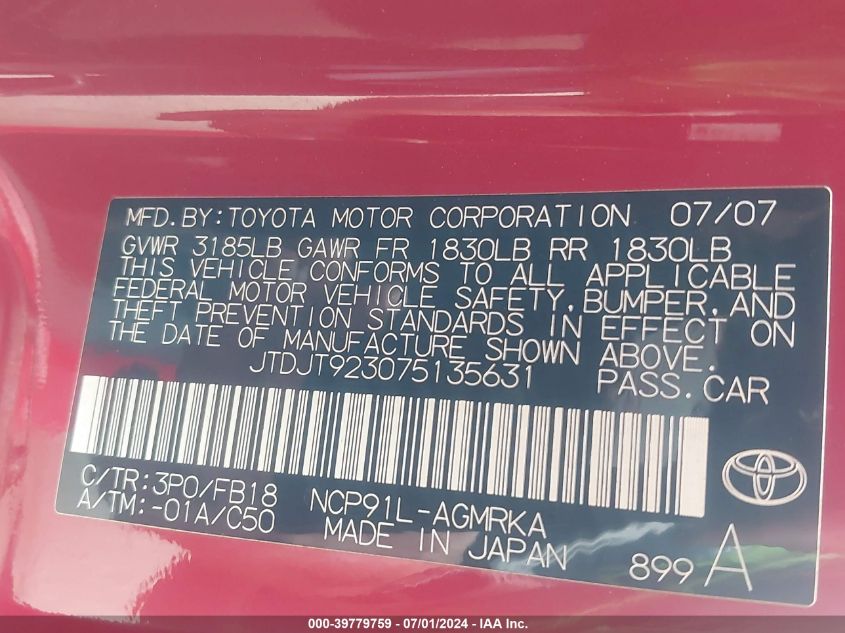 MFD.BY:TOYOTA MOTOR CORPORATION 07/07
GVWR 3185LB GAWR FR 1830LB RR 1830LB
THIS VEHICLE CONFORMS TO ALL APPLICABLE
FEDERAL MOTOR VEHICLE SAFETY,BUMPER,AND
THEFT PREVENTION STANDARDS IN EFFECT ON
THE DATE OF MANUFACTURE SHOWN ABOVE.
JTDJT923075135631 PASS.CAR
C/TR:3P0/FB18 NCP91L-AGMRKA
A/TM:-01A/C50 MADE IN JAPAN
899 A
000-39779759 - 07/01/2024 - IAA Inc.